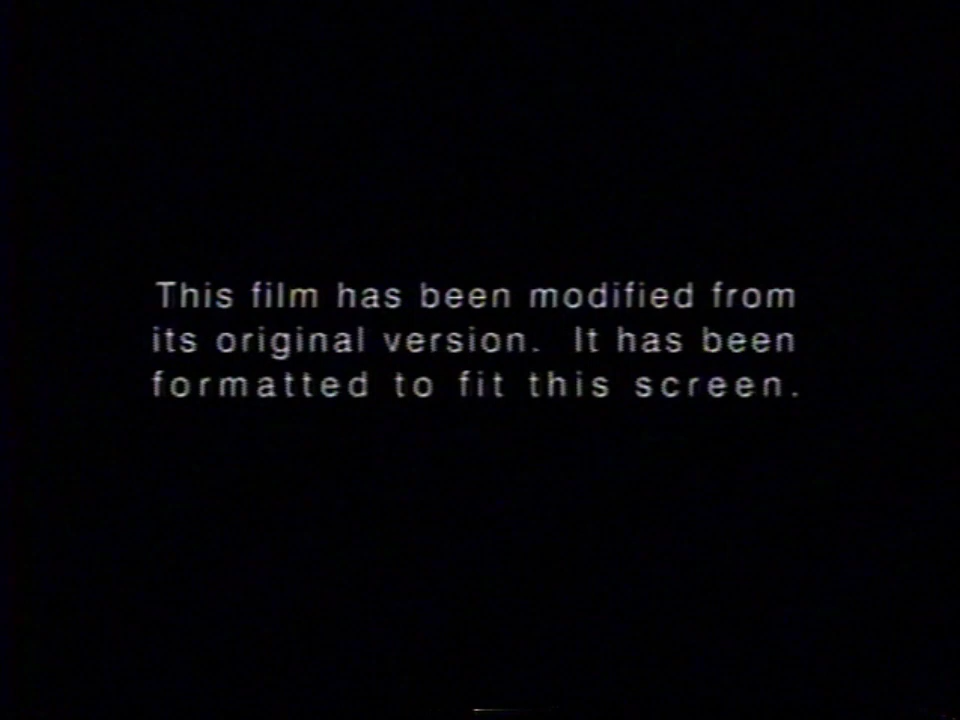 This film has been modified from
its original version. It has been
formatted to fit this screen.